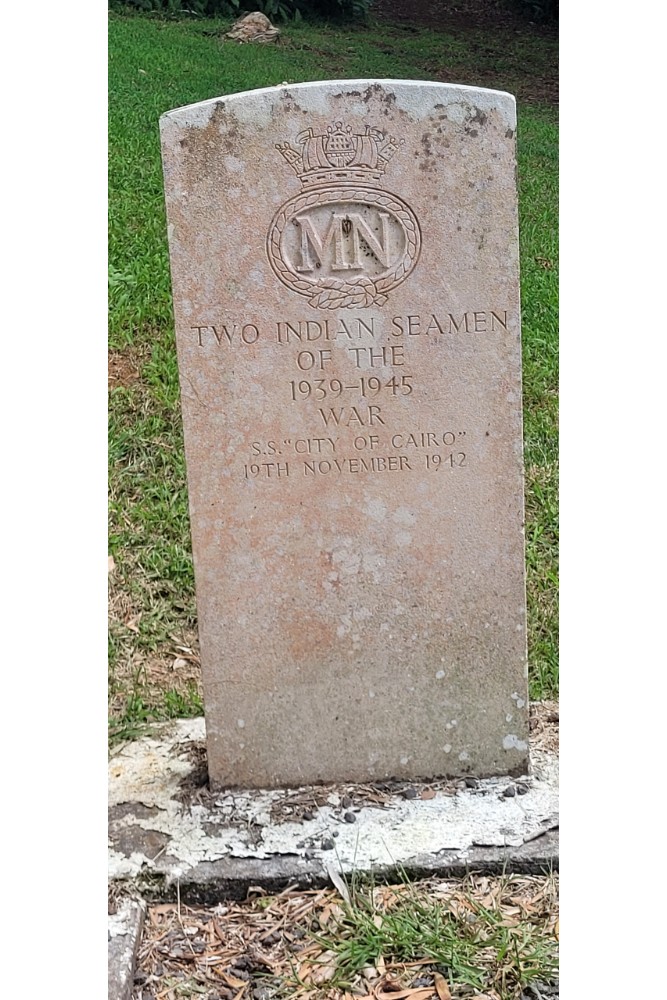 MN
TWO INDIAN SEAMEN
OF THE
1939–1945
WAR
S.S. "CITY OF CAIRO"
19TH NOVEMBER 1942